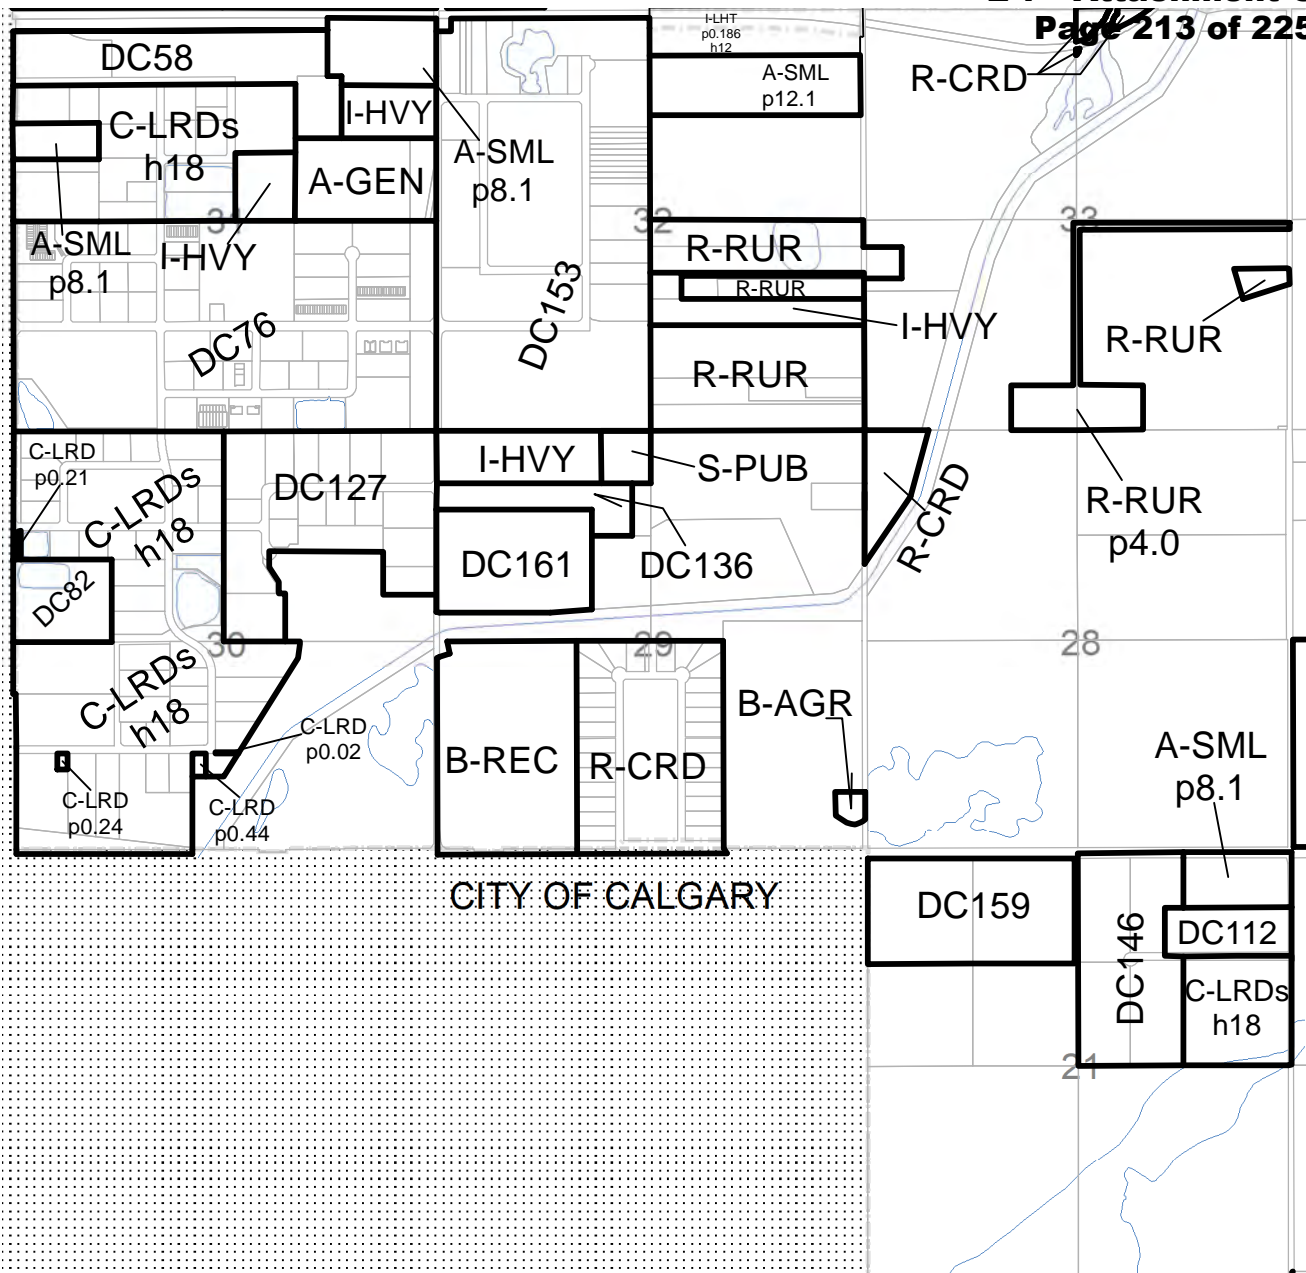 Page 213 of 225
I-LHT
p0.186
h12
DC58
R-CRD
A-SML
p12.1
I-HVY
C-LRDs
h18
A-SML
p8.1
A-GEN
31
32
33
A-SML
p8.1
I-HVY
R-RUR
R-RUR
DC153
I-HVY
R-RUR
DC76
R-RUR
C-LRD
p0.21
C-LRDs
h18
DC127
I-HVY
S-PUB
R-CRD
R-RUR
p4.0
DC161
DC136
DC82
30
29
28
C-LRDs
h18
B-AGR
C-LRD
p0.02
B-REC
R-CRD
A-SML
p8.1
C-LRD
p0.24
C-LRD
p0.44
CITY OF CALGARY
DC159
DC146
DC112
C-LRDs
h18
21